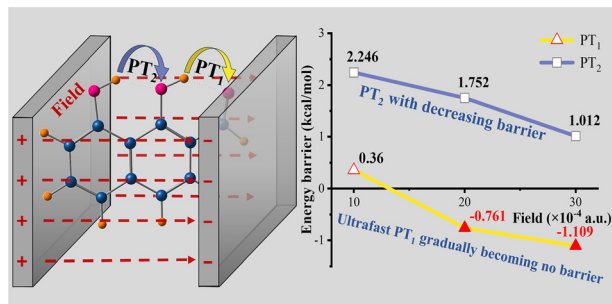 PT2
PT1
Field
+
+
+
+
-
-
-
-
Energy barrier (kcal/mol)
3
2
1
0
-1
PT1
PT2
2.246
1.752
1.012
PT2 with decreasing barrier
0.36
-0.761
-1.109
Field (×10⁻⁴ a.u.)
10
20
30
Ultrafast PT1 gradually becoming no barrier